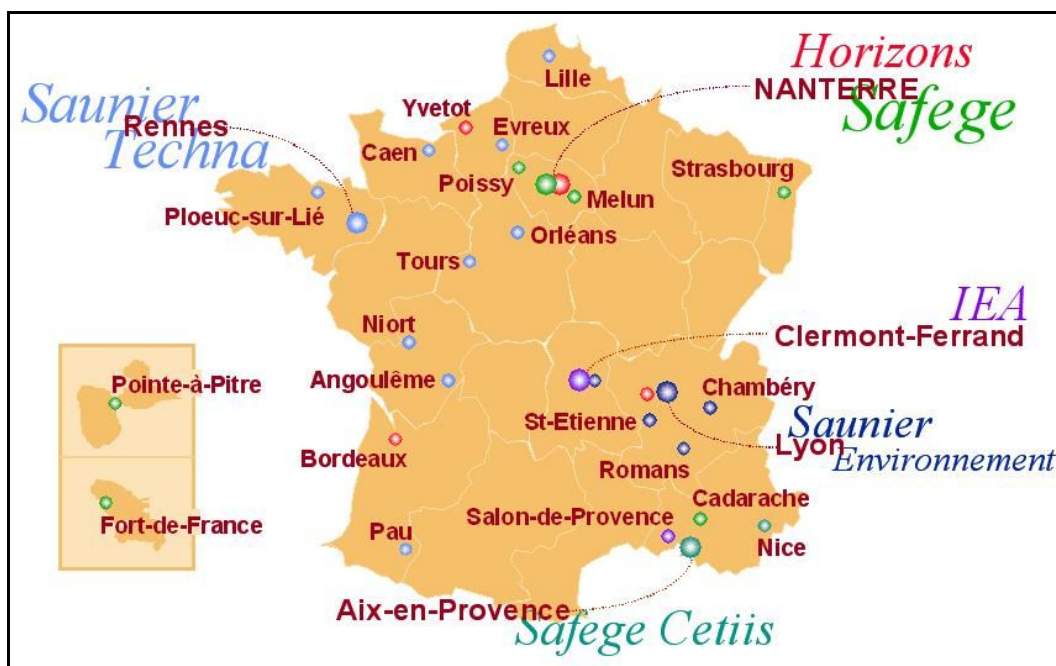 Horizons
Lille
NANTERRE
Saunier
Safege
Yvetot
Rennes
Evreux
Techna
Caen
Strasbourg
Poissy
Melun
Ploeuc-sur-Lié
Orléans
Tours
IEA
Niort
Clermont-Ferrand
Pointe-à-Pitre
Angoulême
Chambéry
St-Etienne
Saunier
Lyon
Bordeaux
Environnement
Romans
Cadarache
Salon-de-Provence
Fort-de-France
Pau
Nice
Aix-en-Provence
Safege Cetiis